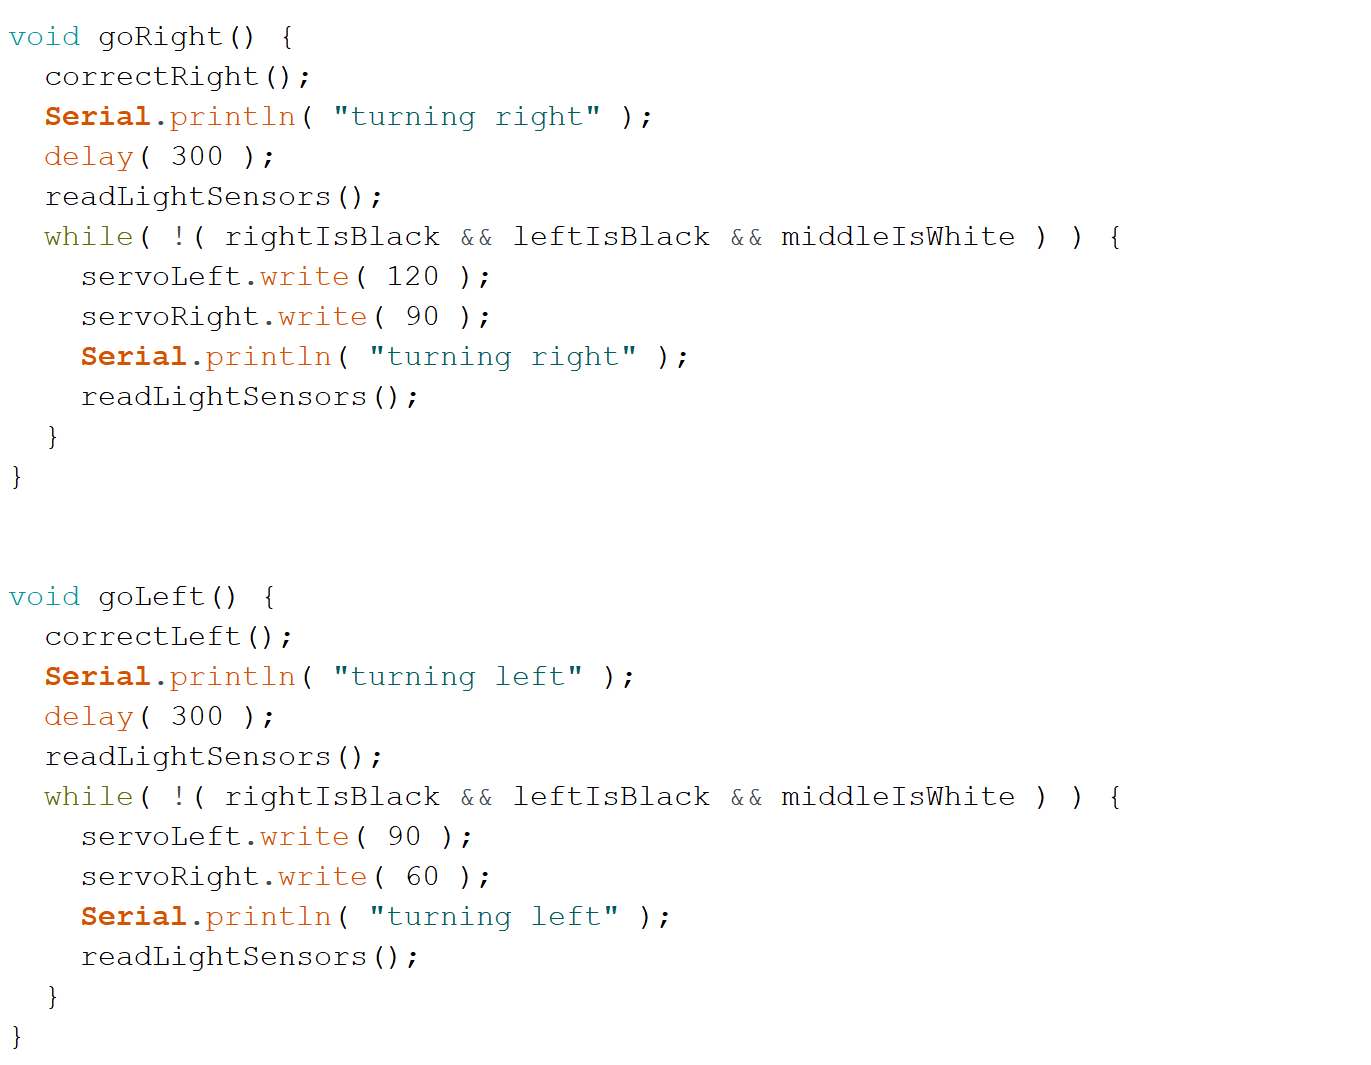 void goRight() {
  correctRight();
  Serial.println( "turning right" );
  delay( 300 );
  readLightSensors();
  while( !( rightIsBlack && leftIsBlack && middleIsWhite ) ) {
    servoLeft.write( 120 );
    servoRight.write( 90 );
    Serial.println( "turning right" );
    readLightSensors();
  }
}

void goLeft() {
  correctLeft();
  Serial.println( "turning left" );
  delay( 300 );
  readLightSensors();
  while( !( rightIsBlack && leftIsBlack && middleIsWhite ) ) {
    servoLeft.write( 90 );
    servoRight.write( 60 );
    Serial.println( "turning left" );
    readLightSensors();
  }
}